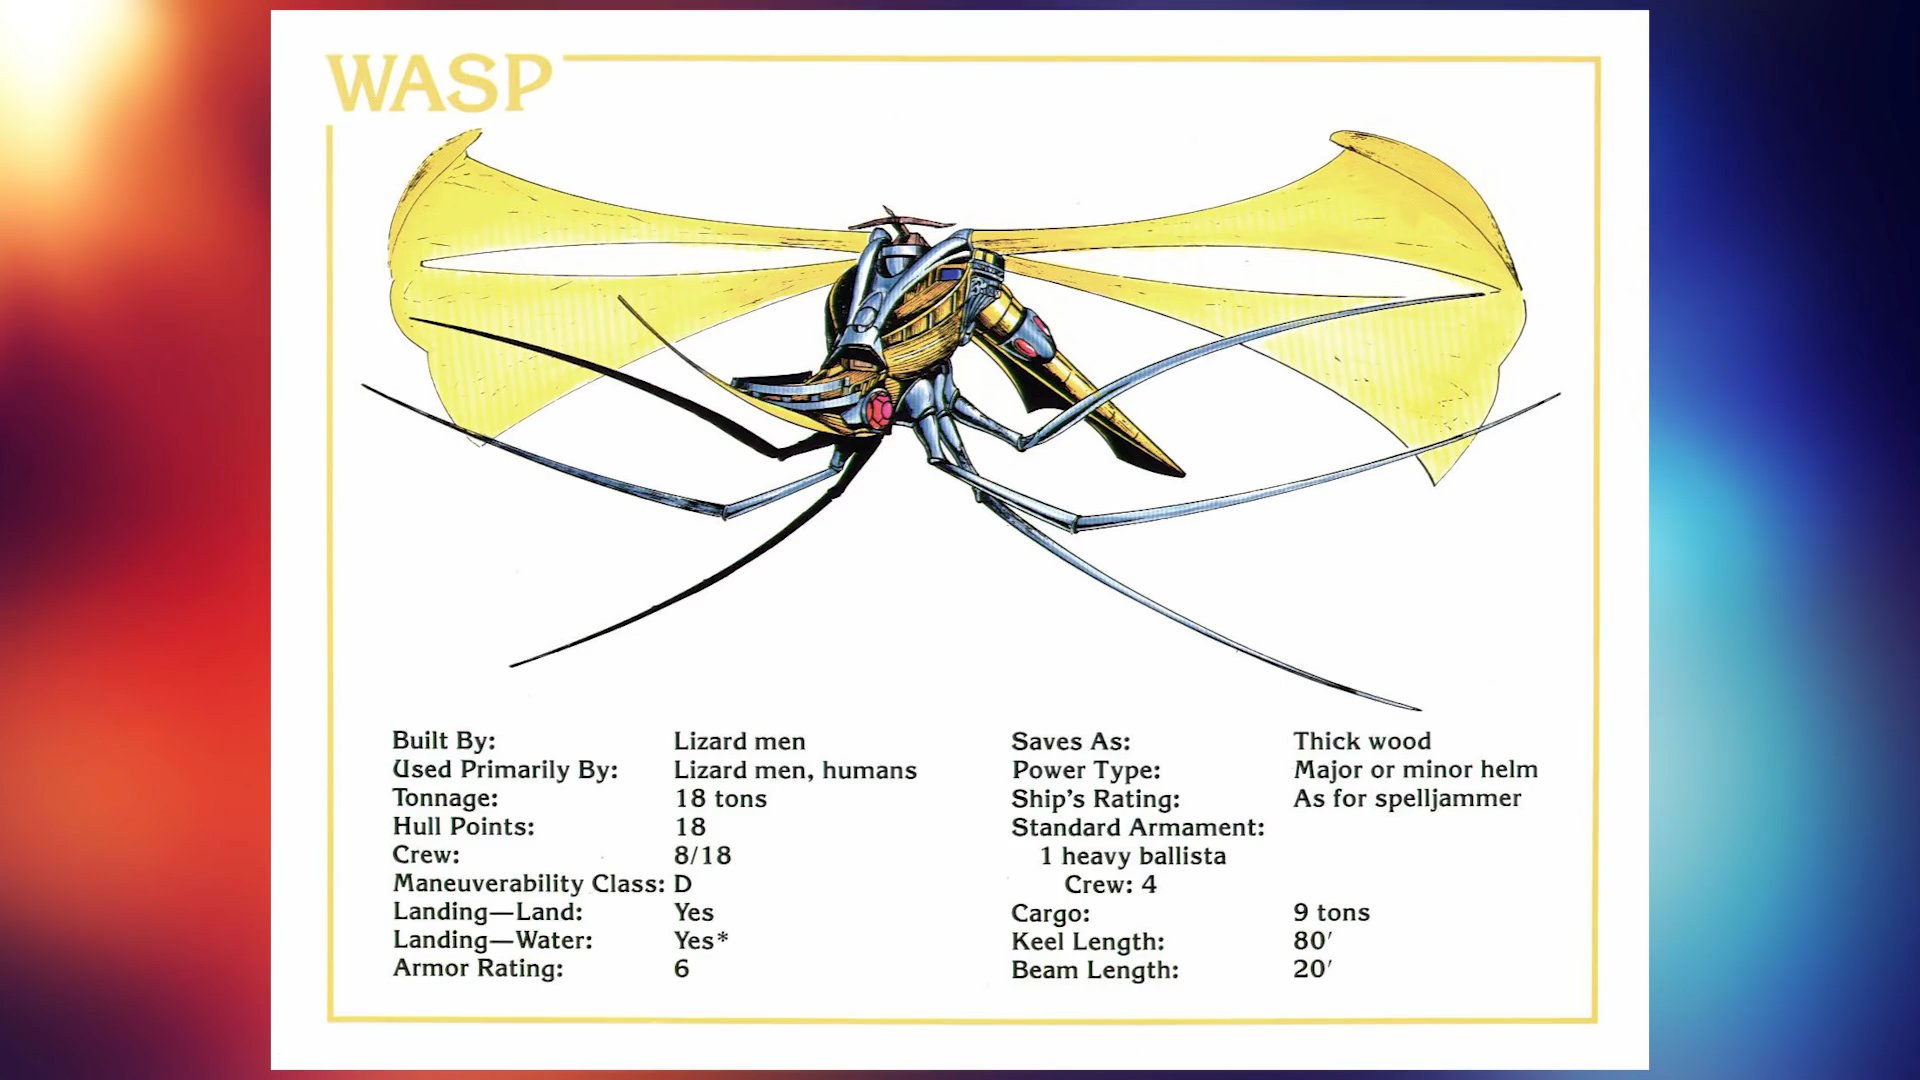 WASP
Built By: Lizard men
Used Primarily By: Lizard men, humans
Tonnage: 18 tons
Hull Points: 18
Crew: 8/18
Maneuverability Class: D
Landing—Land: Yes
Landing—Water: Yes*
Armor Rating: 6
Saves As: Thick wood
Power Type: Major or minor helm
Ship's Rating: As for spelljammer
Standard Armament:
1 heavy ballista
Crew: 4
Cargo: 9 tons
Keel Length: 80′
Beam Length: 20′